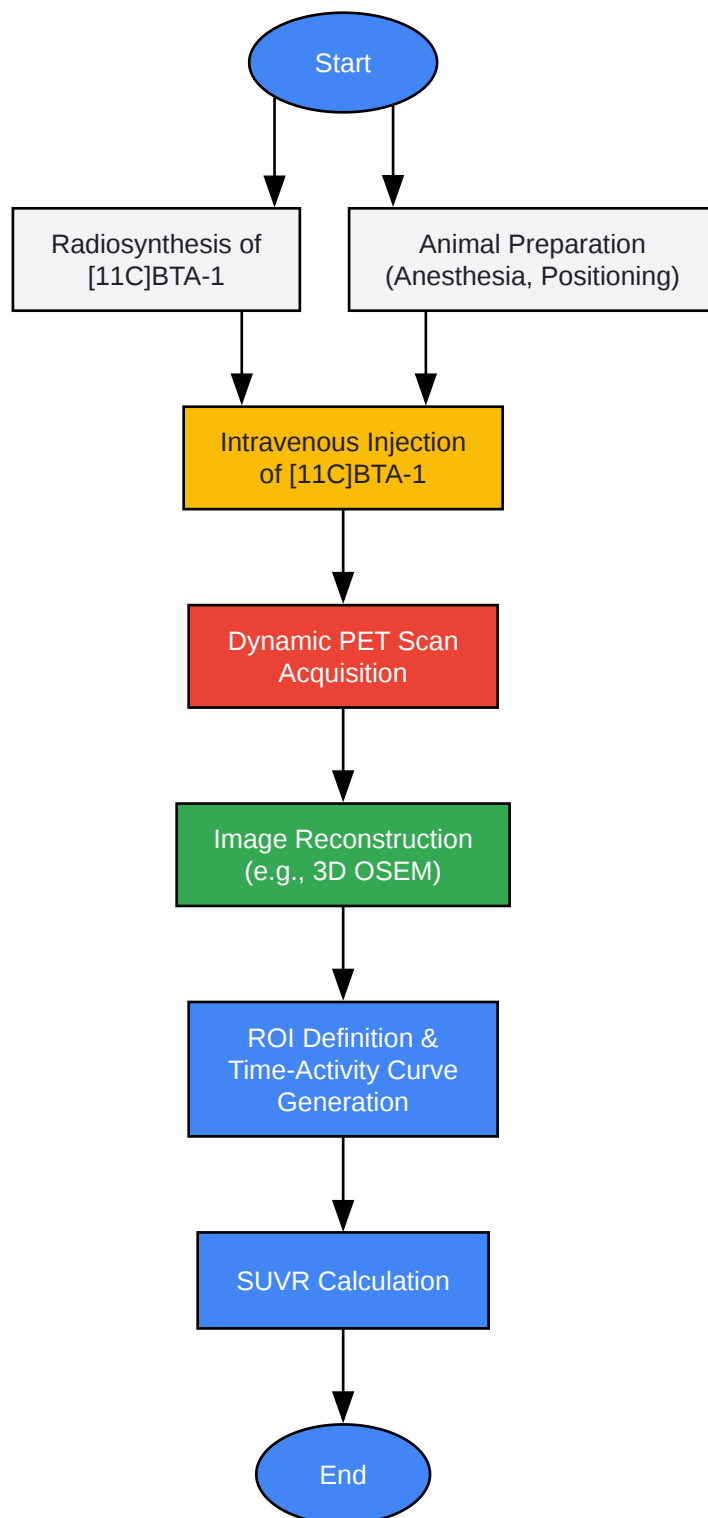 Start
Radiosynthesis of
[11C]BTA-1
Animal Preparation
(Anesthesia, Positioning)
Intravenous Injection
of [11C]BTA-1
Dynamic PET Scan
Acquisition
Image Reconstruction
(e.g., 3D OSEM)
ROI Definition &
Time-Activity Curve
Generation
SUVR Calculation
End